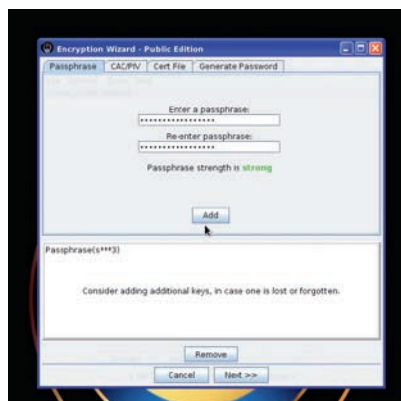 Encryption Wizard - Public Edition
Passphrase CAC/PIV Cert File Generate Password
Enter a passphrase:
•••••••••••••••••
Re-enter passphrase:
•••••••••••••••••
Passphrase strength is strong
Add
Passphrase(s***3)
Consider adding additional keys, in case one is lost or forgotten.
Remove
Cancel Next >>